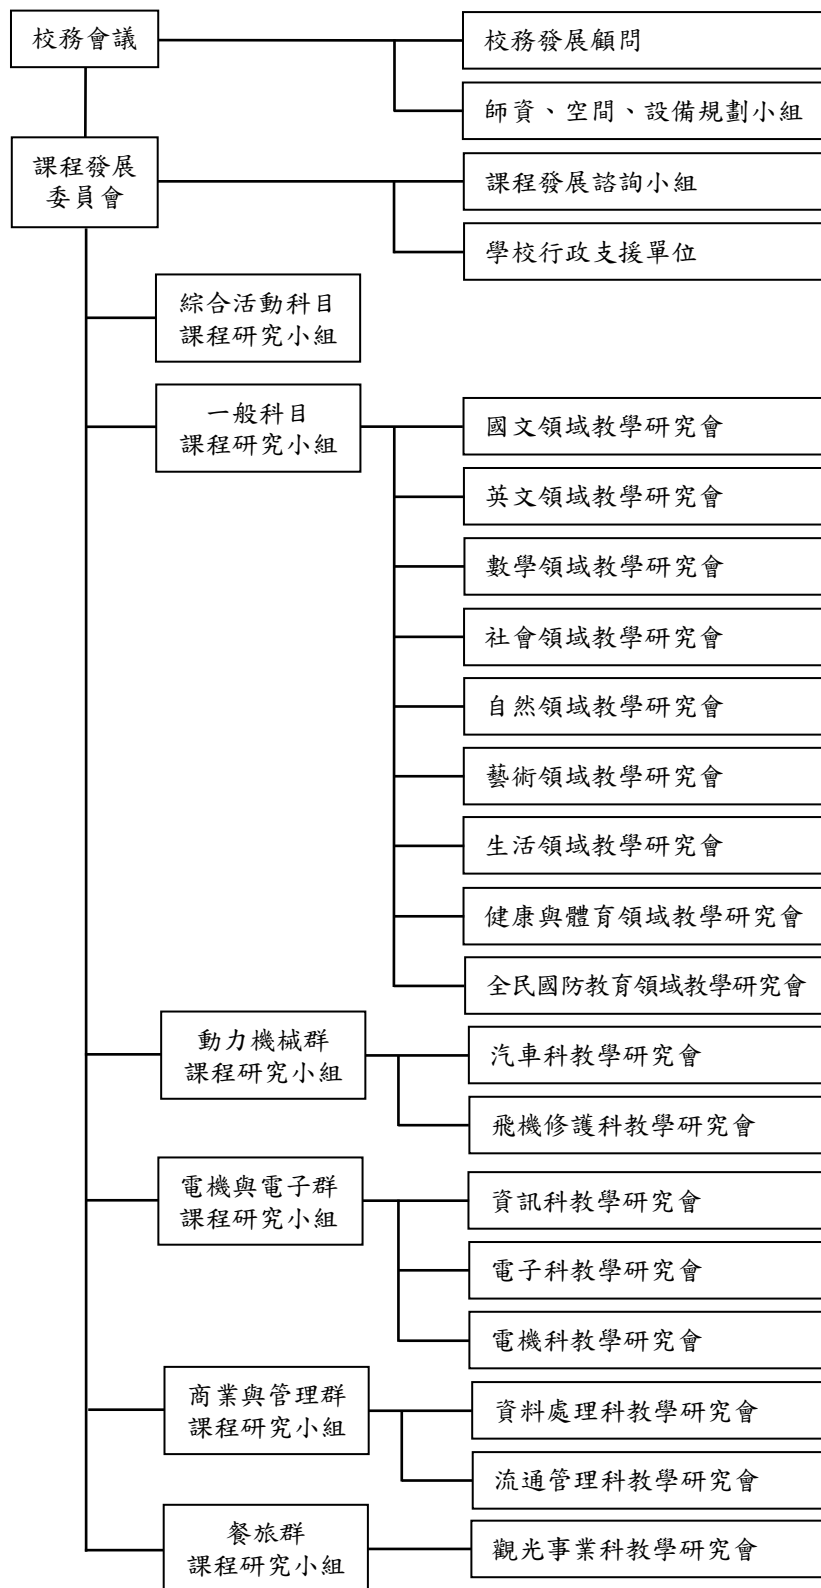 校務會議
校務發展顧問
師資、空間、設備規劃小組
課程發展
委員會
課程發展諮詢小組
學校行政支援單位
綜合活動科目
課程研究小組
一般科目
課程研究小組
國文領域教學研究會
英文領域教學研究會
數學領域教學研究會
社會領域教學研究會
自然領域教學研究會
藝術領域教學研究會
生活領域教學研究會
健康與體育領域教學研究會
全民國防教育領域教學研究會
動力機械群
課程研究小組
汽車科教學研究會
飛機修護科教學研究會
電機與電子群
課程研究小組
資訊科教學研究會
電子科教學研究會
電機科教學研究會
商業與管理群
課程研究小組
資料處理科教學研究會
流通管理科教學研究會
餐旅群
課程研究小組
觀光事業科教學研究會